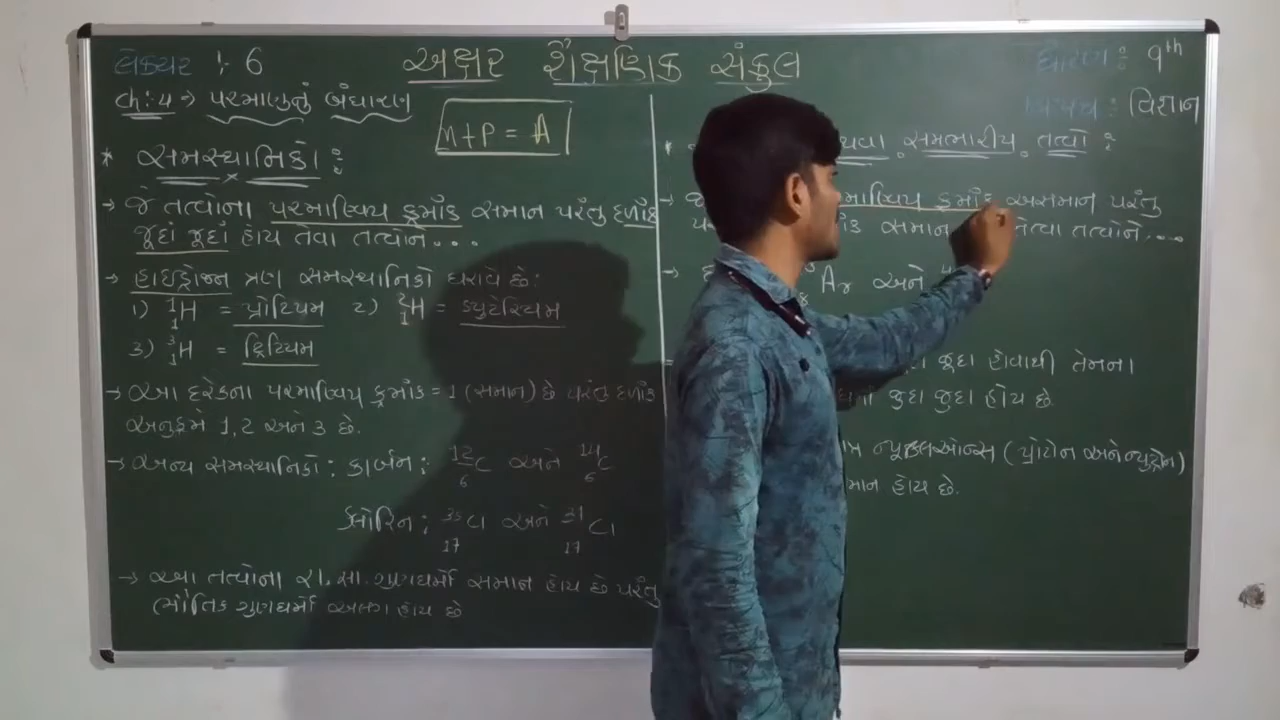 લેક્ચર :- 6
અક્ષર શૈક્ષણિક સંકુલ
ધોરણ : 9th
વિષય : વિજ્ઞાન
ch:4 → પરમાણુનું બંધારણ
n+p = A
* સમસ્થાનિકો :
→ જે તત્વોના પરમાણ્વિય ક્રમાંક સમાન પરંતુ દળાંક
જૂદાં જૂદાં હોય તેવા તત્વોને...
→ હાઈડ્રોજન ત્રણ સમસ્થાનિકો ધરાવે છે:
1) ¹₁H = પ્રોટિયમ 2) ²₁H = ડ્યુટેરિયમ
3) ³₁H = ટ્રિટિયમ
→ આ દરેકના પરમાણ્વિય ક્રમાંક = 1 (સમાન) છે પરંતુ દળાંક
અનુક્રમે 1, 2 અને 3 છે.
→ અન્ય સમસ્થાનિકો: કાર્બન: ¹²₆C અને ¹⁴₆C
ક્લોરિન: ³⁵₁₇Cl અને ³⁷₁₇Cl
→ આ તત્વોના રા. સા. ગુણધર્મો સમાન હોય છે પરંતુ
ભૌતિક ગુણધર્મો અલગ હોય છે
* સમભારીય તત્વો :
ક્રમાંક અસમાન પરંતુ
સમાન તેવા તત્વોને....
Ar અને
જૂદા હોવાથી તેમના
જુદા જુદા હોય છે.
ન્યૂક્લિઓન્સ (પ્રોટોન અને ન્યુટ્રોન)
હોય છે.